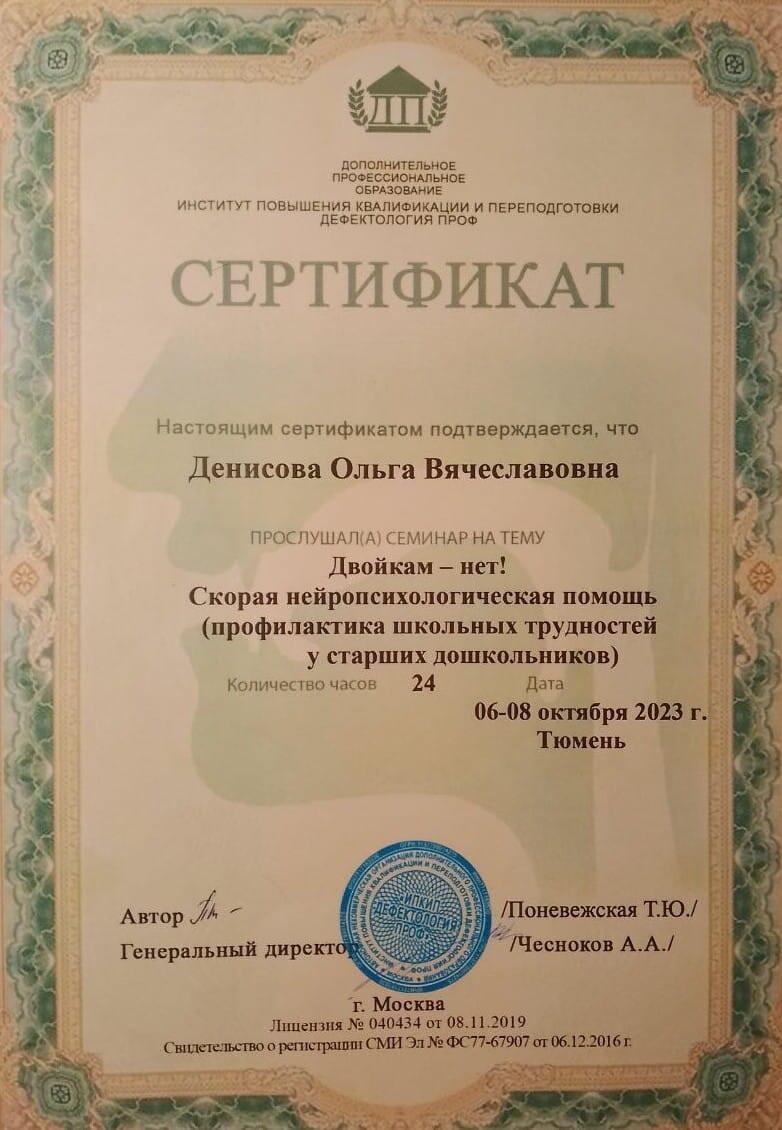 ДП
ДОПОЛНИТЕЛЬНОЕ
ПРОФЕССИОНАЛЬНОЕ
ОБРАЗОВАНИЕ
ИНСТИТУТ ПОВЫШЕНИЯ КВАЛИФИКАЦИИ И ПЕРЕПОДГОТОВКИ
ДЕФЕКТОЛОГИЯ ПРОФ
СЕРТИФИКАТ
Настоящим сертификатом подтверждается, что
Денисова Ольга Вячеславовна
ПРОСЛУШАЛ(А) СЕМИНАР НА ТЕМУ
Двойкам – нет!
Скорая нейропсихологическая помощь
(профилактика школьных трудностей
у старших дошкольников)
Количество часов 24 Дата
06-08 октября 2023 г.
Тюмень
Автор /Поневежская Т.Ю./
Генеральный директор /Чесноков А.А./
«ИПКИП
ДЕФЕКТОЛОГИЯ
ПРОФ»
г. Москва
Лицензия № 040434 от 08.11.2019
Свидетельство о регистрации СМИ Эл № ФС77-67907 от 06.12.2016 г.